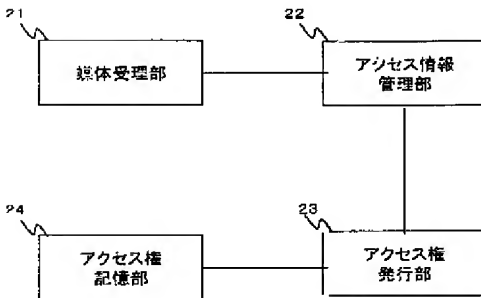 21
媒体受理部
22
アクセス情報
管理部
24
アクセス権
記憶部
23
アクセス権
発行部